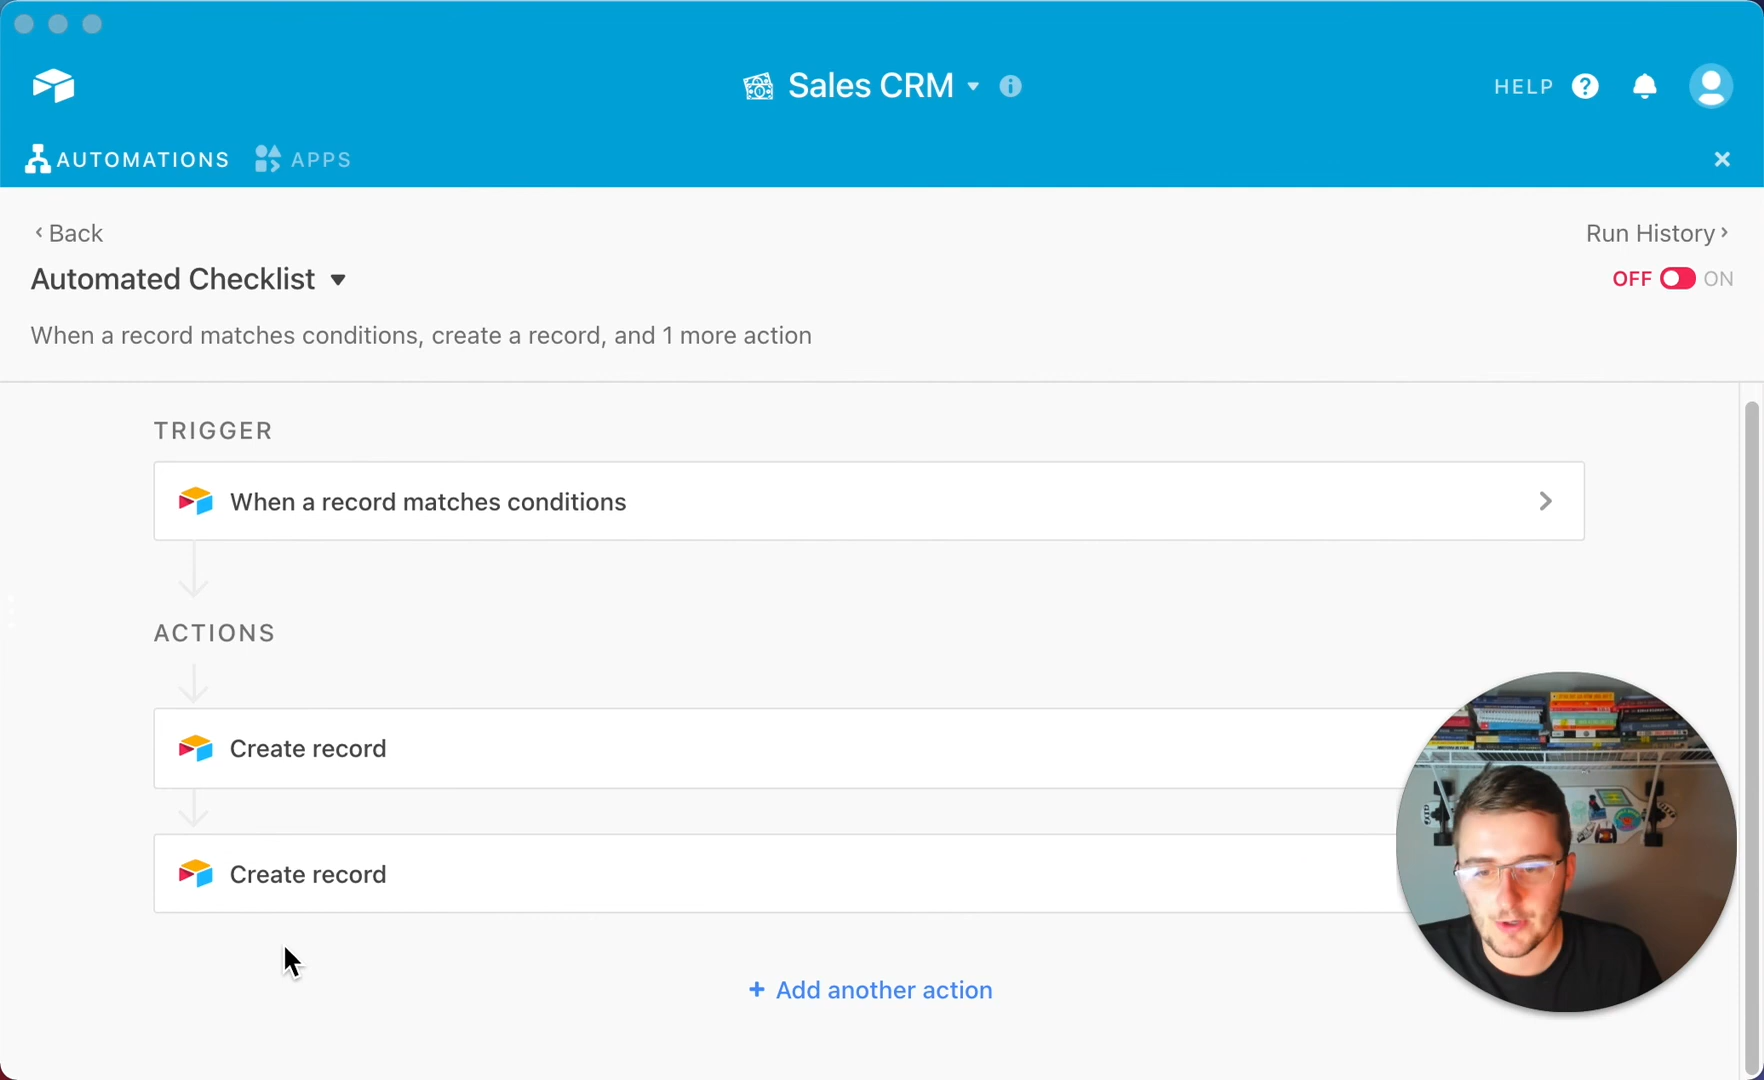 Sales CRM
HELP
AUTOMATIONS
APPS
Back
Run History
Automated Checklist
OFF
ON
When a record matches conditions, create a record, and 1 more action
TRIGGER
When a record matches conditions
ACTIONS
Create record
Create record
+ Add another action